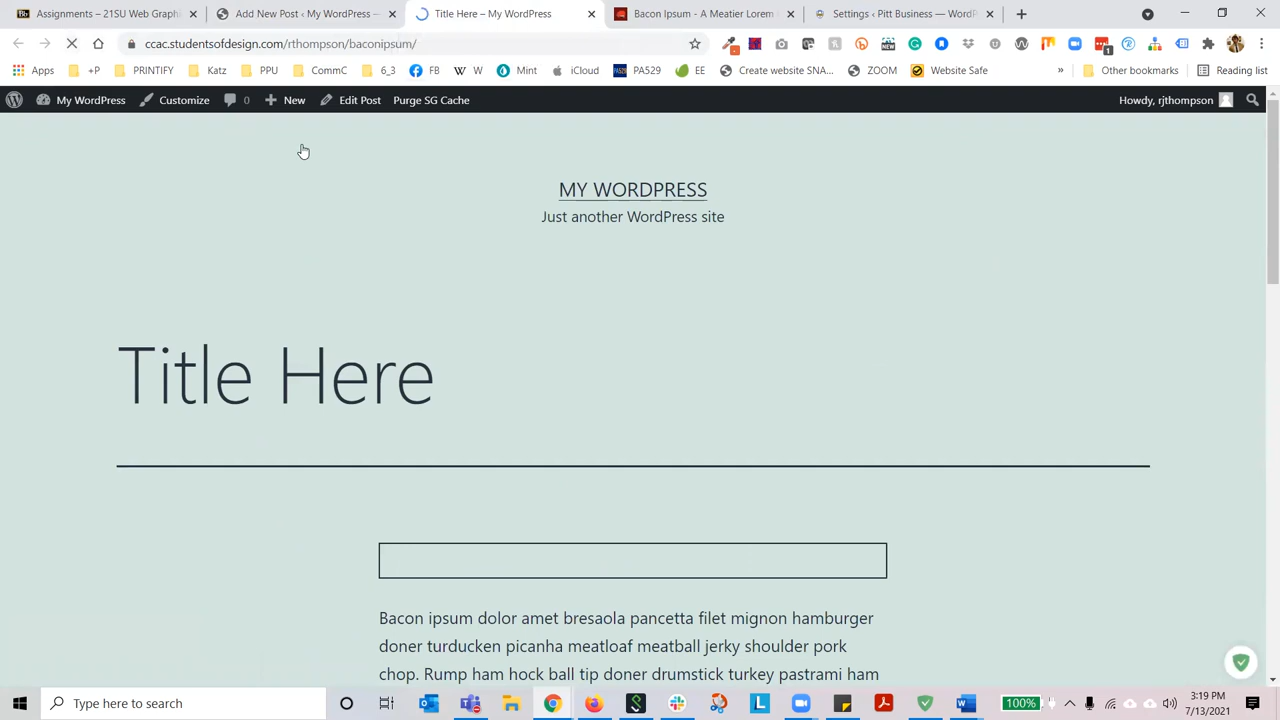 Assignments – 21SU Web Graphi
Add New Post ‹ My WordPress
Title Here – My WordPress
Bacon Ipsum - A Meatier Lorem
Settings ‹ Pitt Business — WordP
ccac.studentsofdesign.com/rthompson/baconipsum/
Apps
+P
PRINTIFY
Katz
PPU
CommC
6_3
FB
W
Mint
iCloud
PA529
EE
Create website SNA...
ZOOM
Website Safe
»
Other bookmarks
Reading list
My WordPress
Customize
0
New
Edit Post
Purge SG Cache
Howdy, rjthompson
MY WORDPRESS
Just another WordPress site
Title Here
Bacon ipsum dolor amet bresaola pancetta filet mignon hamburger
doner turducken picanha meatloaf meatball jerky shoulder pork
chop. Rump ham hock ball tip doner drumstick turkey pastrami ham
Type here to search
100%
3:19 PM
7/13/2021